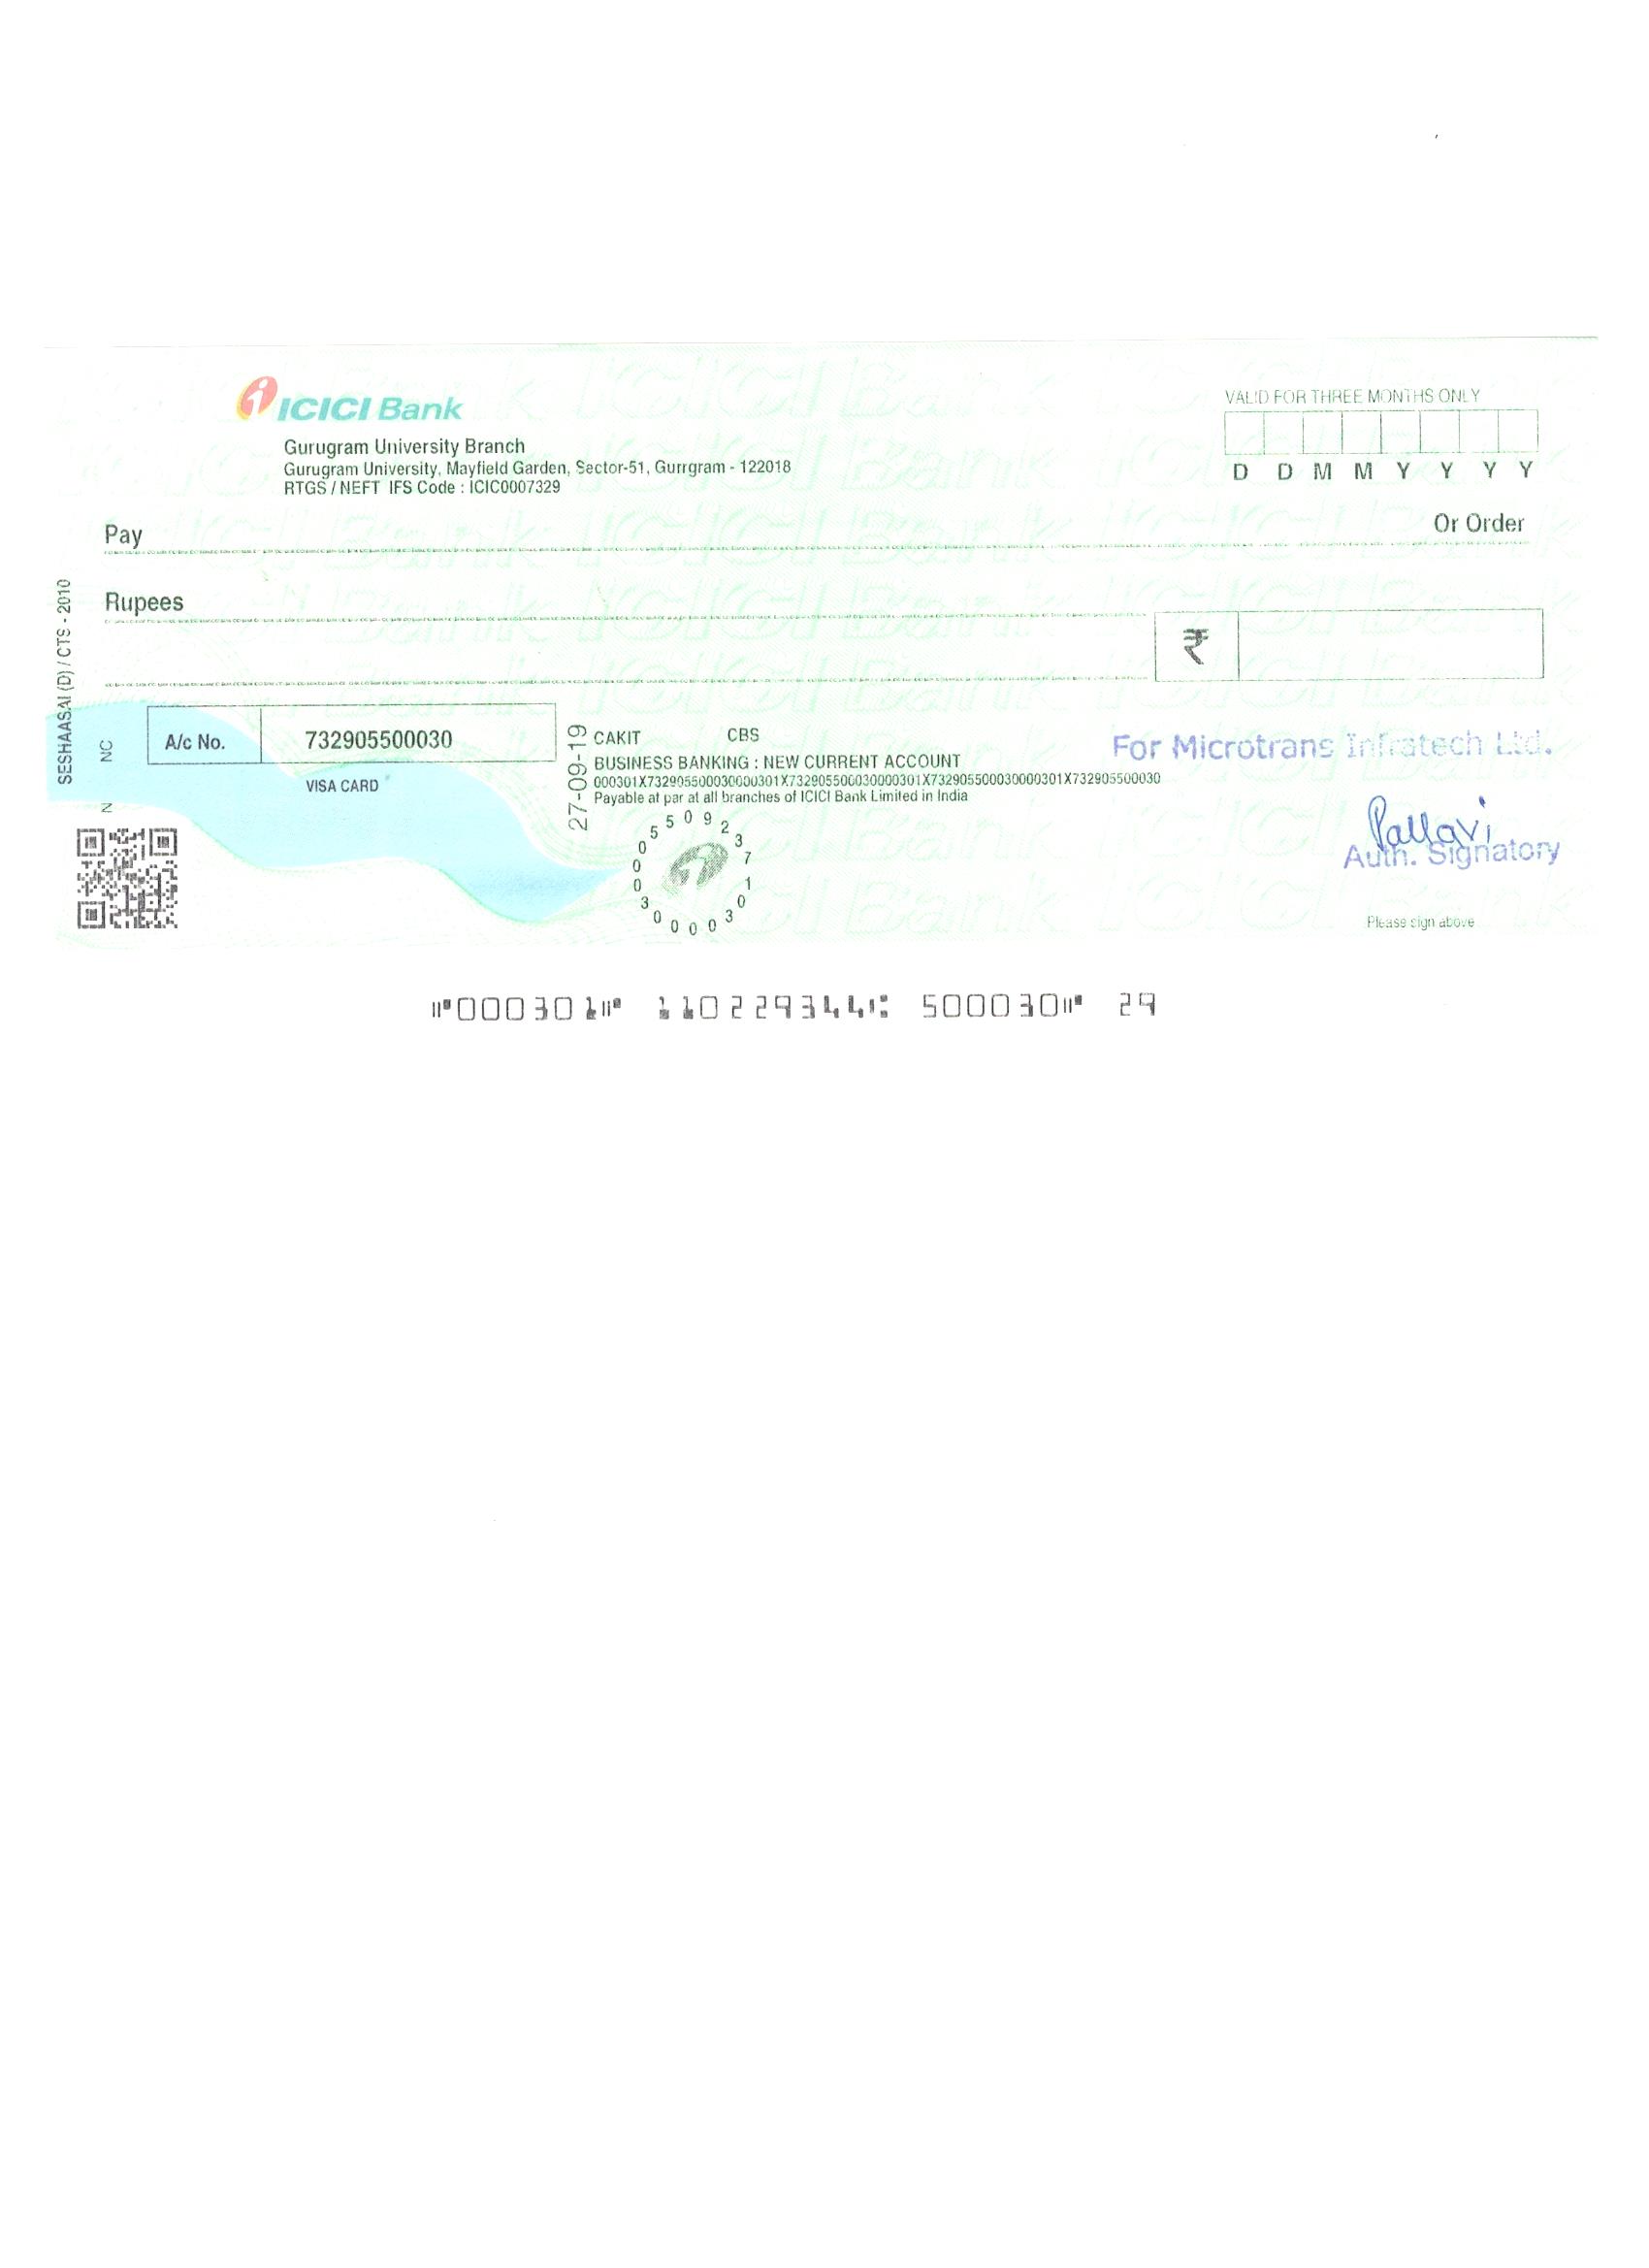 ICICI Bank
VALID FOR THREE MONTHS ONLY
Gurugram University Branch
Gurugram University, Mayfield Garden, Sector-51, Gurrgram - 122018
D D M M Y Y Y Y
RTGS / NEFT IFS Code : ICIC0007329
Pay
Or Order
Rupees
₹
SESHAASAI (D) / CTS - 2010
NC
N
A/c No.
732905500030
VISA CARD
27-09-19
CAKIT CBS
BUSINESS BANKING : NEW CURRENT ACCOUNT
000301X732905500030000301X732905500030000301X732905500030000301X732905500030
Payable at par at all branches of ICICI Bank Limited in India
For Microtrans Infratech Ltd.
Pallavi
Auth. Signatory
0 0 0 5 5 0 9 2 3 7 1 0 3 0 0 0 0 3
Please sign above
⑈000301⑈ 110229344⑆ 500030⑈ 29